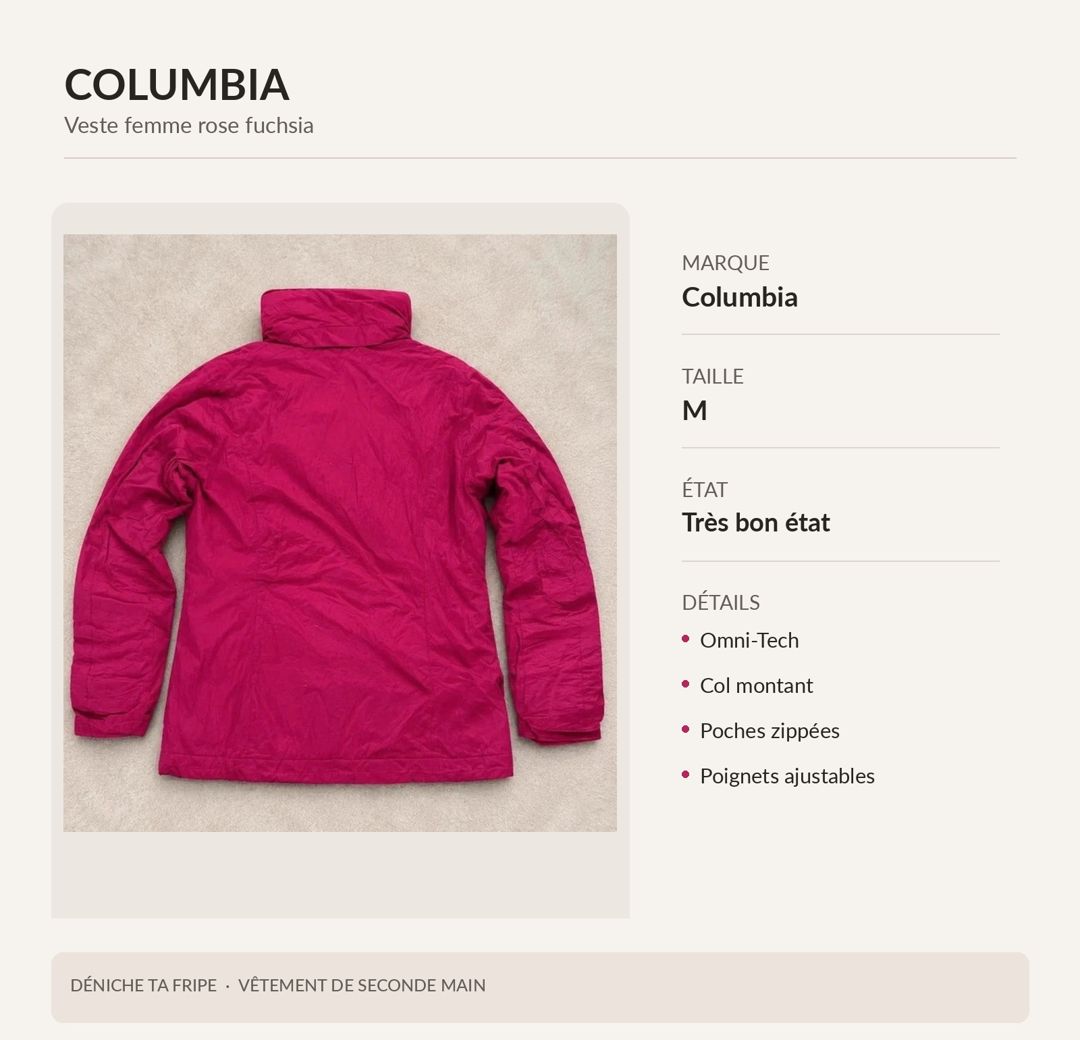 COLUMBIA
Veste femme rose fuchsia
MARQUE
Columbia
TAILLE
M
ÉTAT
Très bon état
DÉTAILS
• Omni-Tech
• Col montant
• Poches zippées
• Poignets ajustables
DÉNICHE TA FRIPE · VÊTEMENT DE SECONDE MAIN